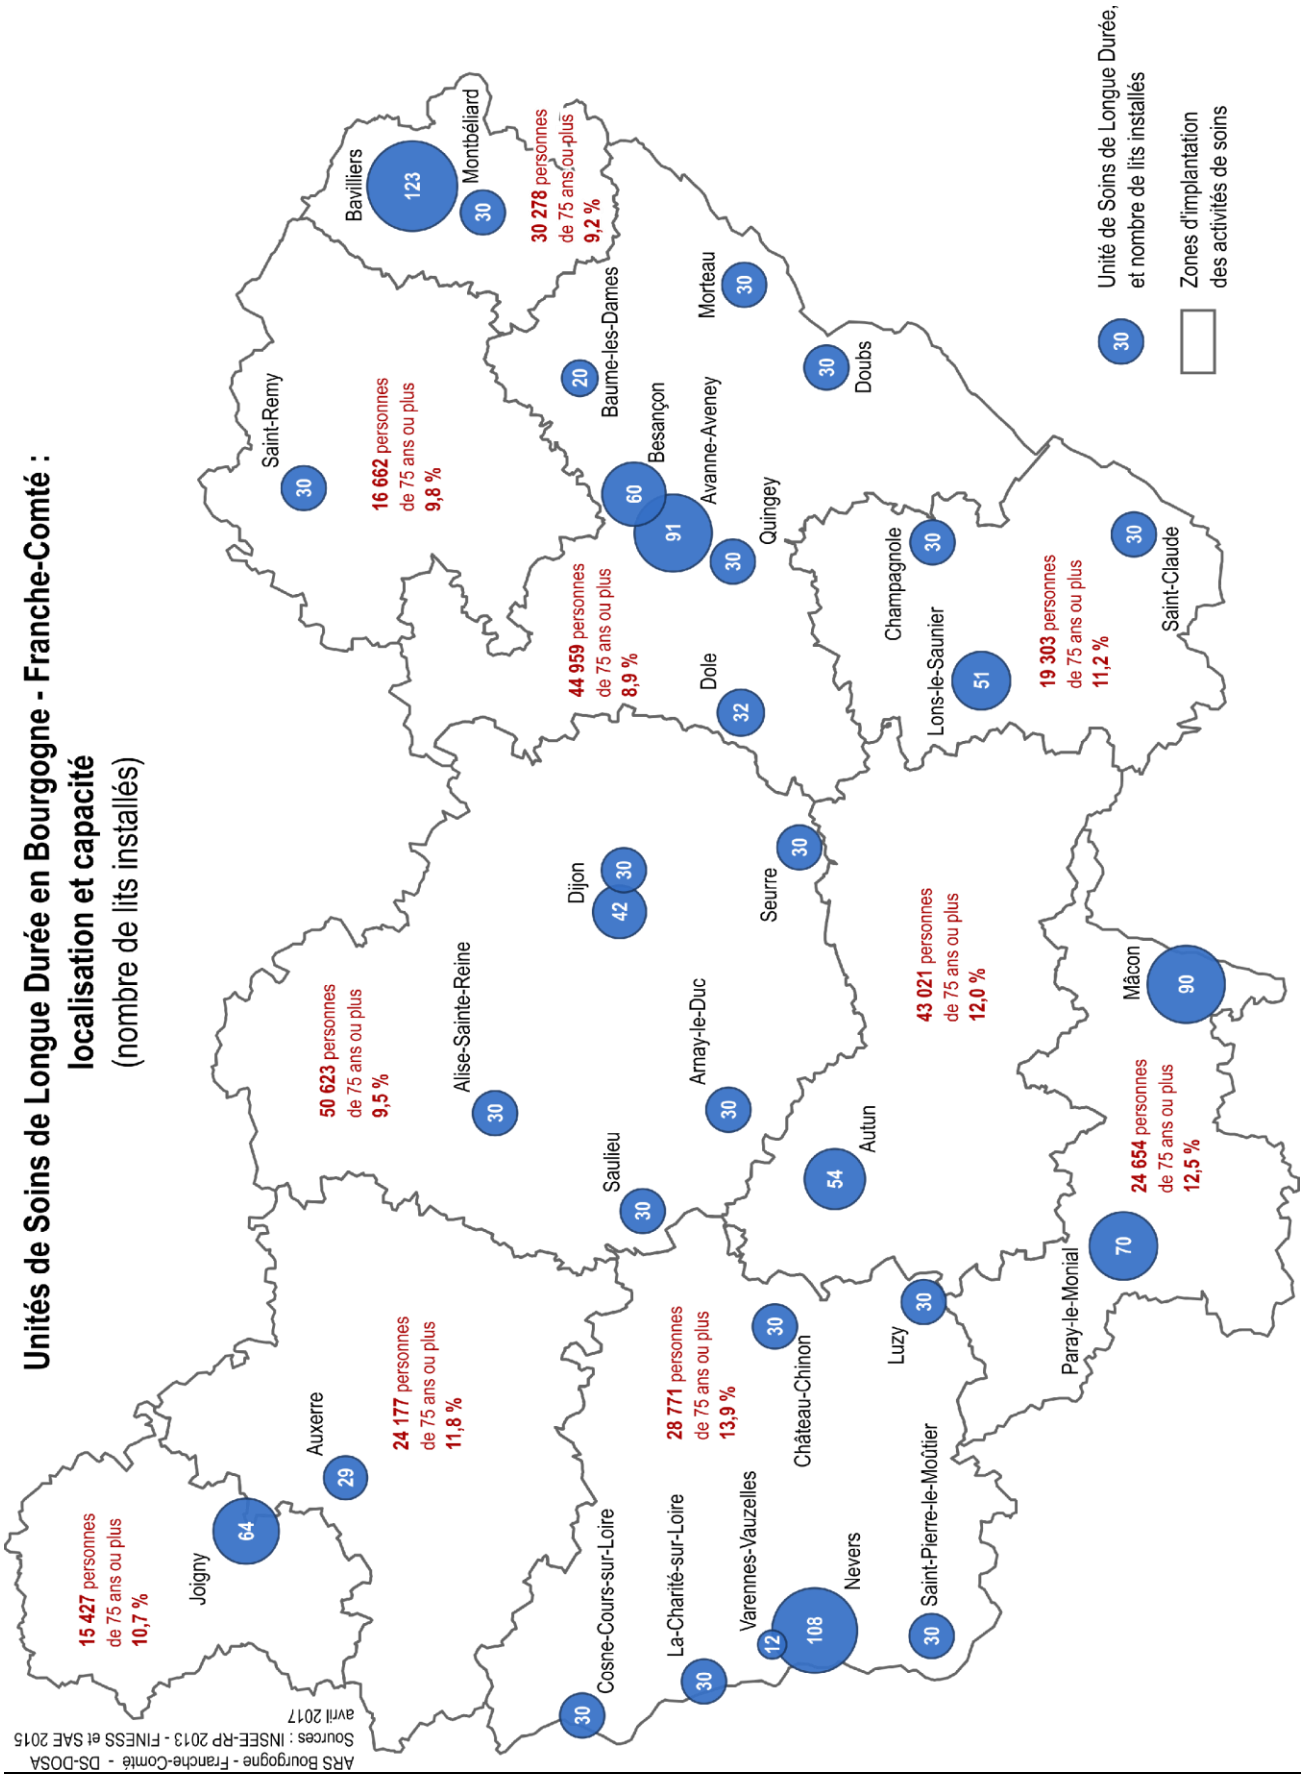 Unités de Soins de Longue Durée en Bourgogne - Franche-Comté :
localisation et capacité
(nombre de lits installés)
15 427 personnes
de 75 ans ou plus
10,7 %
Joigny
64
Auxerre
29
24 177 personnes
de 75 ans ou plus
11,8 %
50 623 personnes
de 75 ans ou plus
9,5 %
Alise-Sainte-Reine
30
Dijon
42
30
Saulieu
30
Arnay-le-Duc
30
Seurre
30
Saint-Remy
30
16 662 personnes
de 75 ans ou plus
9,8 %
Bavilliers
123
Montbéliard
30
30 278 personnes
de 75 ans ou plus
9,2 %
20
Baume-les-Dames
Besançon
60
91
Avanne-Aveney
Quingey
30
Morteau
30
30
Doubs
44 959 personnes
de 75 ans ou plus
8,9 %
Dole
32
Champagnole
30
Lons-le-Saunier
51
19 303 personnes
de 75 ans ou plus
11,2 %
30
Saint-Claude
Cosne-Cours-sur-Loire
30
La-Charité-sur-Loire
30
Varennes-Vauzelles
12
108
Nevers
Saint-Pierre-le-Moûtier
30
28 771 personnes
de 75 ans ou plus
13,9 %
30
Château-Chinon
Luzy
30
54
Autun
43 021 personnes
de 75 ans ou plus
12,0 %
Paray-le-Monial
70
24 654 personnes
de 75 ans ou plus
12,5 %
Mâcon
90
30
Unité de Soins de Longue Durée,
et nombre de lits installés
Zones d'implantation
des activités de soins
ARS Bourgogne - Franche-Comté - DS-DOSA
Sources : INSEE-RP 2013 - FINESS et SAE 2015
avril 2017